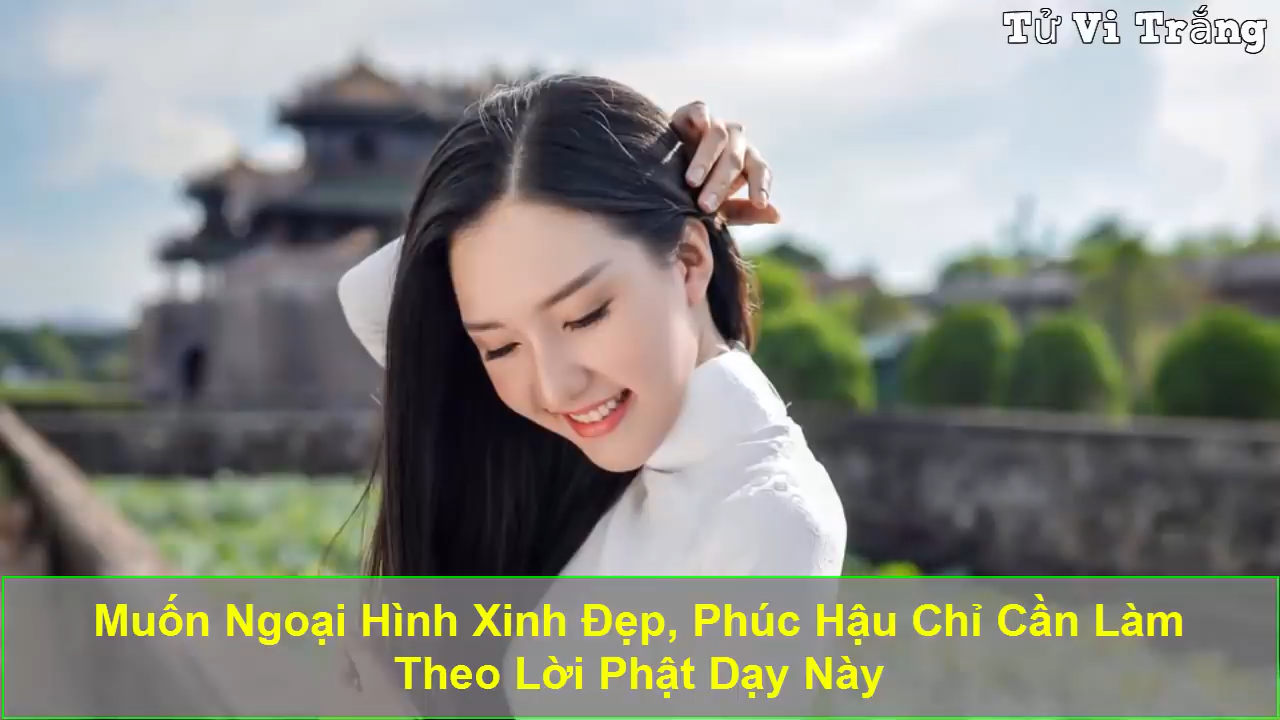 Tử Vi Trắng
Muốn Ngoại Hình Xinh Đẹp, Phúc Hậu Chỉ Cần Làm
Theo Lời Phật Dạy Này